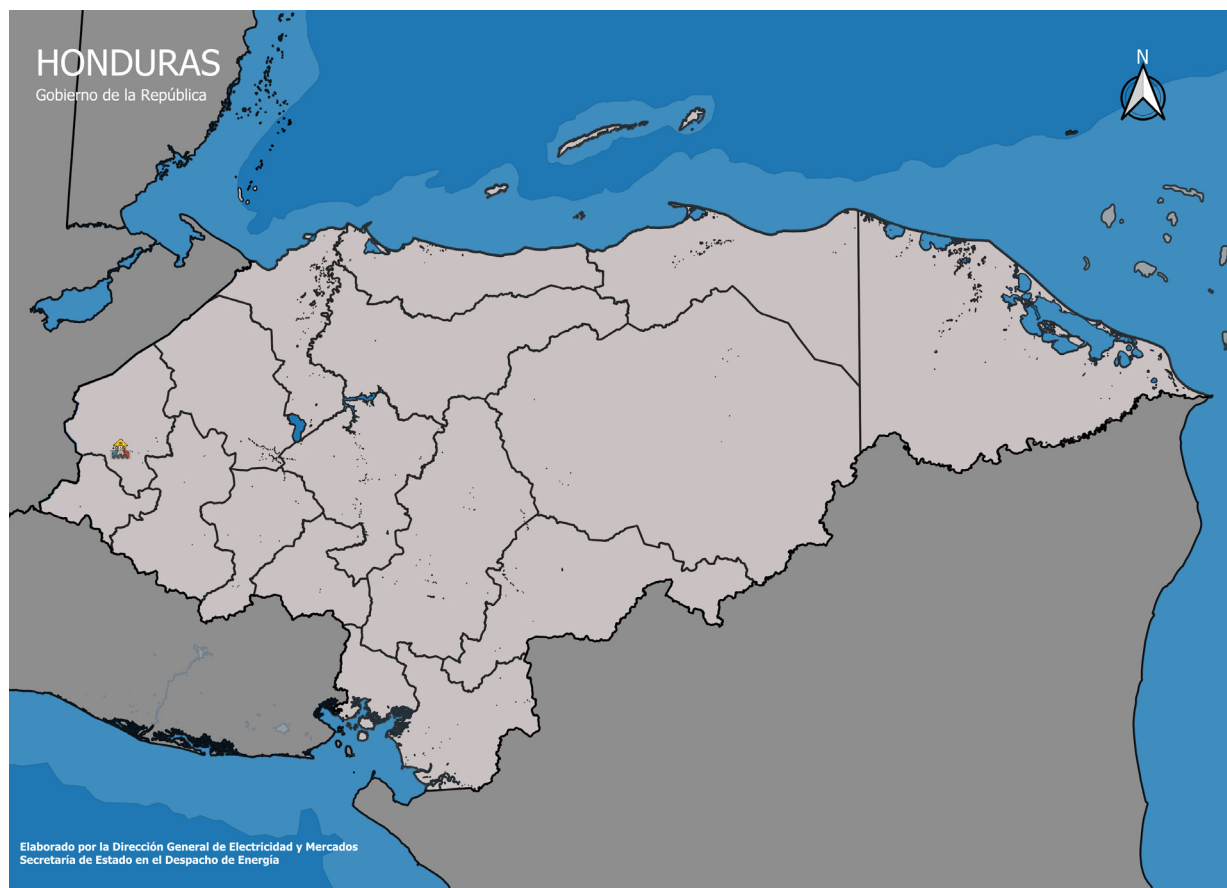 HONDURAS
Gobierno de la República
N
Elaborado por la Dirección General de Electricidad y Mercados
Secretaría de Estado en el Despacho de Energía